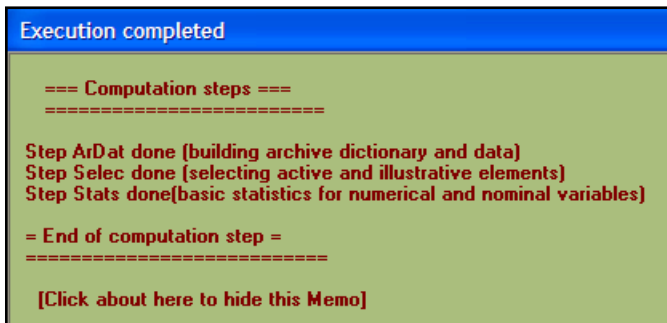 Execution completed
=== Computation steps ===
=========================
Step ArDat done (building archive dictionary and data)
Step Selec done (selecting active and illustrative elements)
Step Stats done(basic statistics for numerical and nominal variables)
= End of computation step =
===========================
[Click about here to hide this Memo]